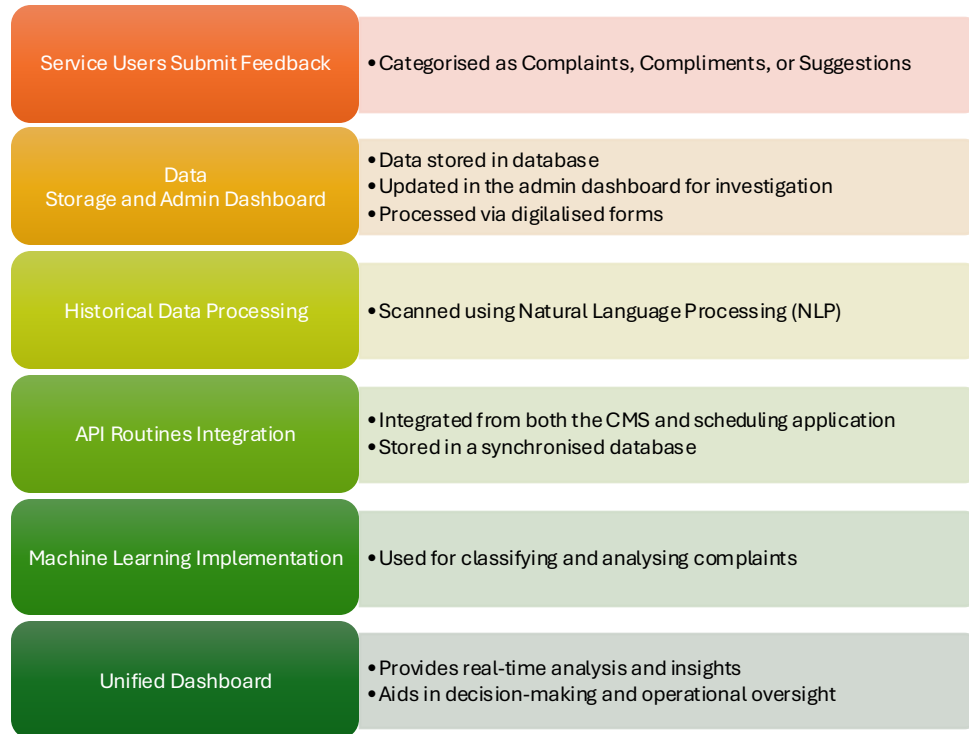 Service Users Submit Feedback
•Categorised as Complaints, Compliments, or Suggestions
Data
Storage and Admin Dashboard
•Data stored in database
•Updated in the admin dashboard for investigation
•Processed via digilalised forms
Historical Data Processing
•Scanned using Natural Language Processing (NLP)
API Routines Integration
•Integrated from both the CMS and scheduling application
•Stored in a synchronised database
Machine Learning Implementation
•Used for classifying and analysing complaints
Unified Dashboard
•Provides real-time analysis and insights
•Aids in decision-making and operational oversight